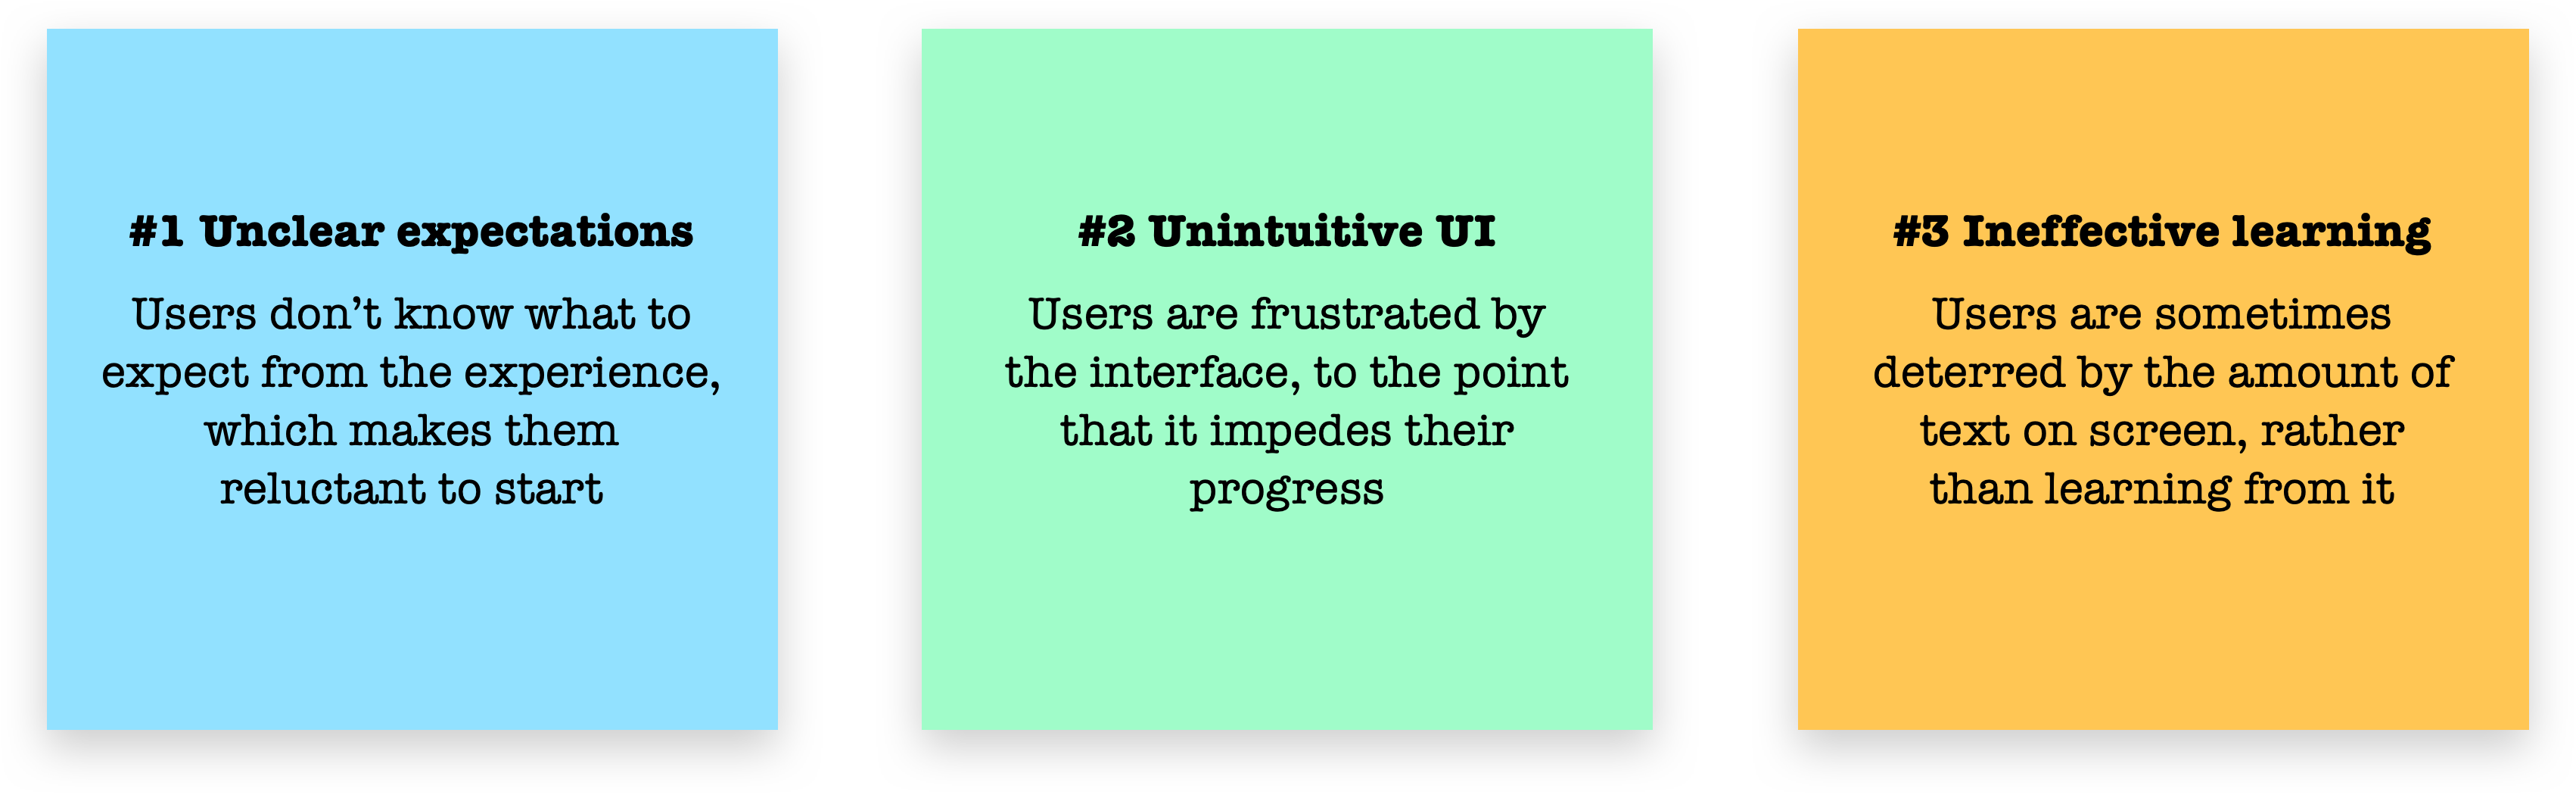 #1 Unclear expectations
Users don’t know what to
expect from the experience,
which makes them
reluctant to start
#2 Unintuitive UI
Users are frustrated by
the interface, to the point
that it impedes their
progress
#3 Ineffective learning
Users are sometimes
deterred by the amount of
text on screen, rather
than learning from it